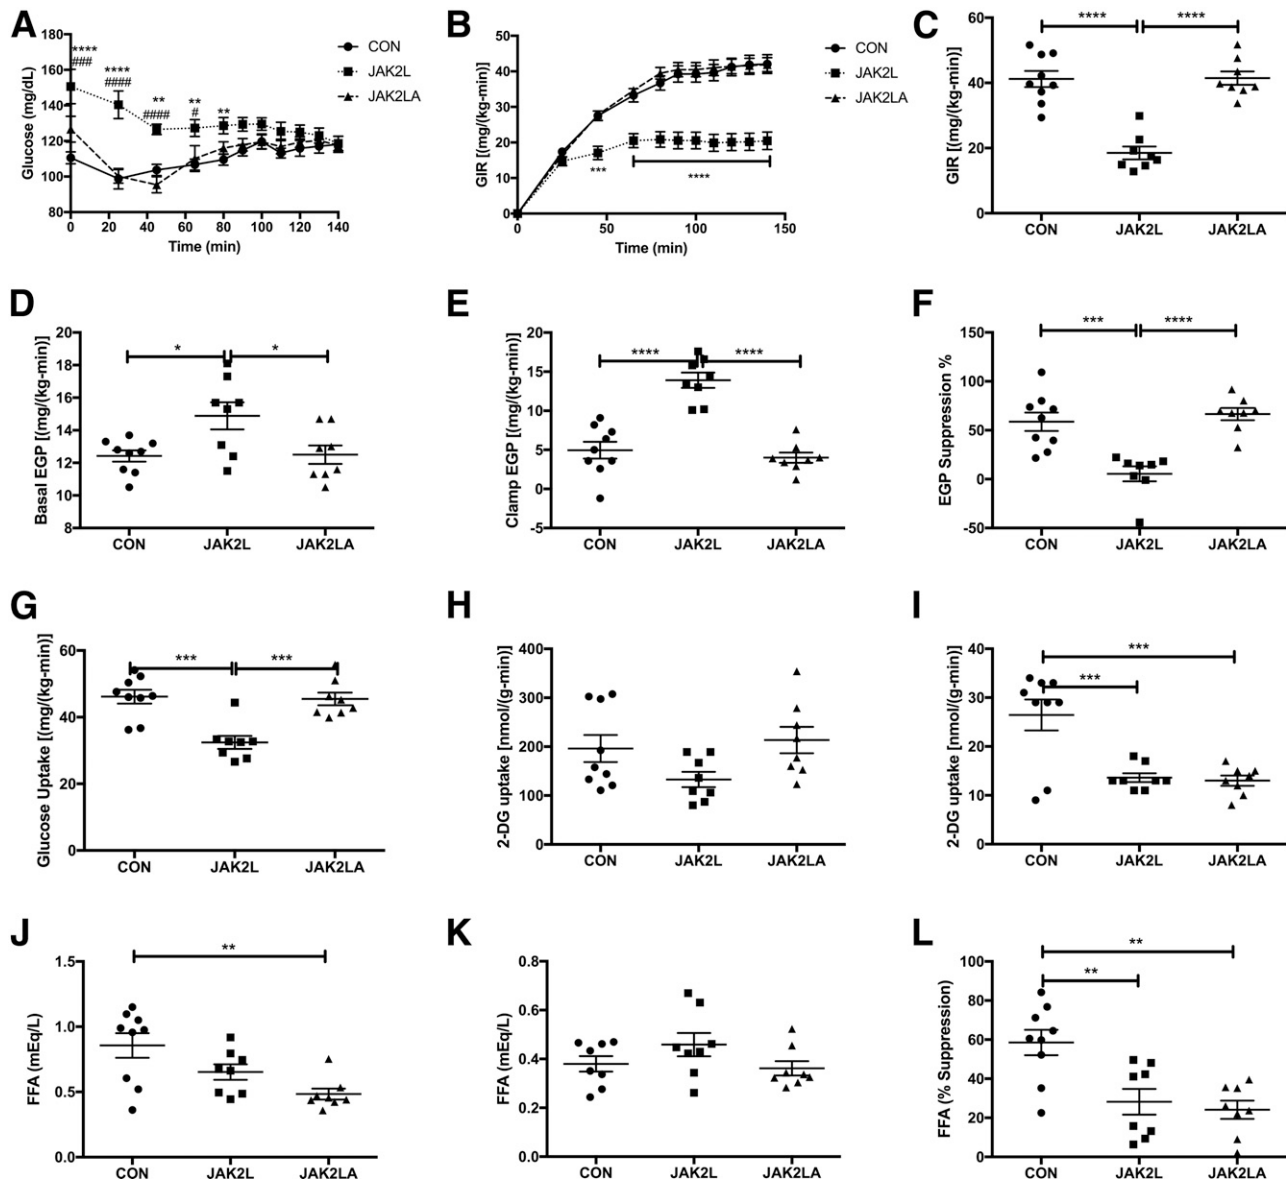 A
180
160
140
120
100
80
Glucose (mg/dL)
****
###
****
####
**
####
**
#
**
0 20 40 60 80 100 120 140
Time (min)
CON
JAK2L
JAK2LA
B
50
40
30
20
10
0
GIR [(mg/(kg-min)]
***
****
0 50 100 150
Time (min)
CON
JAK2L
JAK2LA
C
60
40
20
0
GIR [(mg/(kg-min)]
**** ****
CON JAK2L JAK2LA
D
20
18
16
14
12
10
8
Basal EGP [(mg/(kg-min)]
* *
CON JAK2L JAK2LA
E
20
15
10
5
0
-5
Clamp EGP [(mg/(kg-min)]
**** ****
CON JAK2L JAK2LA
F
150
100
50
0
-50
EGP Suppression %
*** ****
CON JAK2L JAK2LA
G
60
40
20
0
Glucose Uptake [(mg/(kg-min)]
*** ***
CON JAK2L JAK2LA
H
400
300
200
100
0
2-DG uptake [nmol/(g-min)]
CON JAK2L JAK2LA
I
40
30
20
10
0
2-DG uptake [nmol/(g-min)]
***
***
CON JAK2L JAK2LA
J
1.5
1.0
0.5
0.0
FFA (mEq/L)
**
CON JAK2L JAK2LA
K
0.8
0.6
0.4
0.2
0.0
FFA (mEq/L)
CON JAK2L JAK2LA
L
100
80
60
40
20
0
FFA (% Suppression)
**
**
CON JAK2L JAK2LA